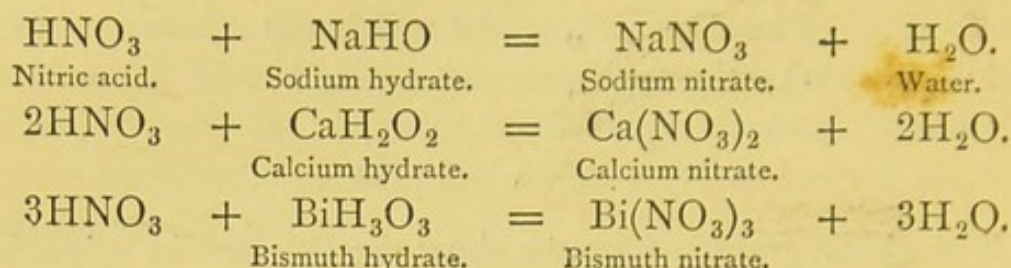 HNO₃ + NaHO = NaNO₃ + H₂O.
Nitric acid. Sodium hydrate. Sodium nitrate. Water.
2HNO₃ + CaH₂O₂ = Ca(NO₃)₂ + 2H₂O.
Calcium hydrate. Calcium nitrate.
3HNO₃ + BiH₃O₃ = Bi(NO₃)₃ + 3H₂O.
Bismuth hydrate. Bismuth nitrate.